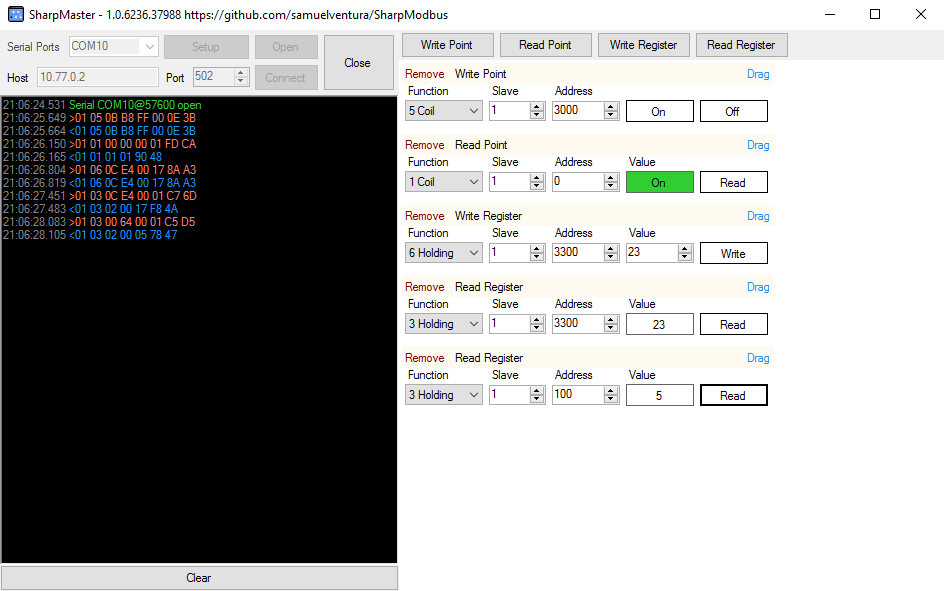 SharpMaster - 1.0.6236.37988 https://github.com/samuelventura/SharpModbus
Serial Ports COM10 Setup Open Close
Host 10.77.0.2 Port 502 Connect
21:06:24.531 Serial COM10@57600 open
21:06:25.649 >01 05 0B B8 FF 00 0E 3B
21:06:25.664 <01 05 0B B8 FF 00 0E 3B
21:06:26.150 >01 01 00 00 00 01 FD CA
21:06:26.165 <01 01 01 01 90 48
21:06:26.804 >01 06 0C E4 00 17 8A A3
21:06:26.819 <01 06 0C E4 00 17 8A A3
21:06:27.451 >01 03 0C E4 00 01 C7 6D
21:06:27.483 <01 03 02 00 17 F8 4A
21:06:28.083 >01 03 00 64 00 01 C5 D5
21:06:28.105 <01 03 02 00 05 78 47
Clear
Write Point Read Point Write Register Read Register
Remove Write Point Drag
Function Slave Address
5 Coil 1 3000 On Off
Remove Read Point Drag
Function Slave Address Value
1 Coil 1 0 On Read
Remove Write Register Drag
Function Slave Address Value
6 Holding 1 3300 23 Write
Remove Read Register Drag
Function Slave Address Value
3 Holding 1 3300 23 Read
Remove Read Register Drag
Function Slave Address Value
3 Holding 1 100 5 Read